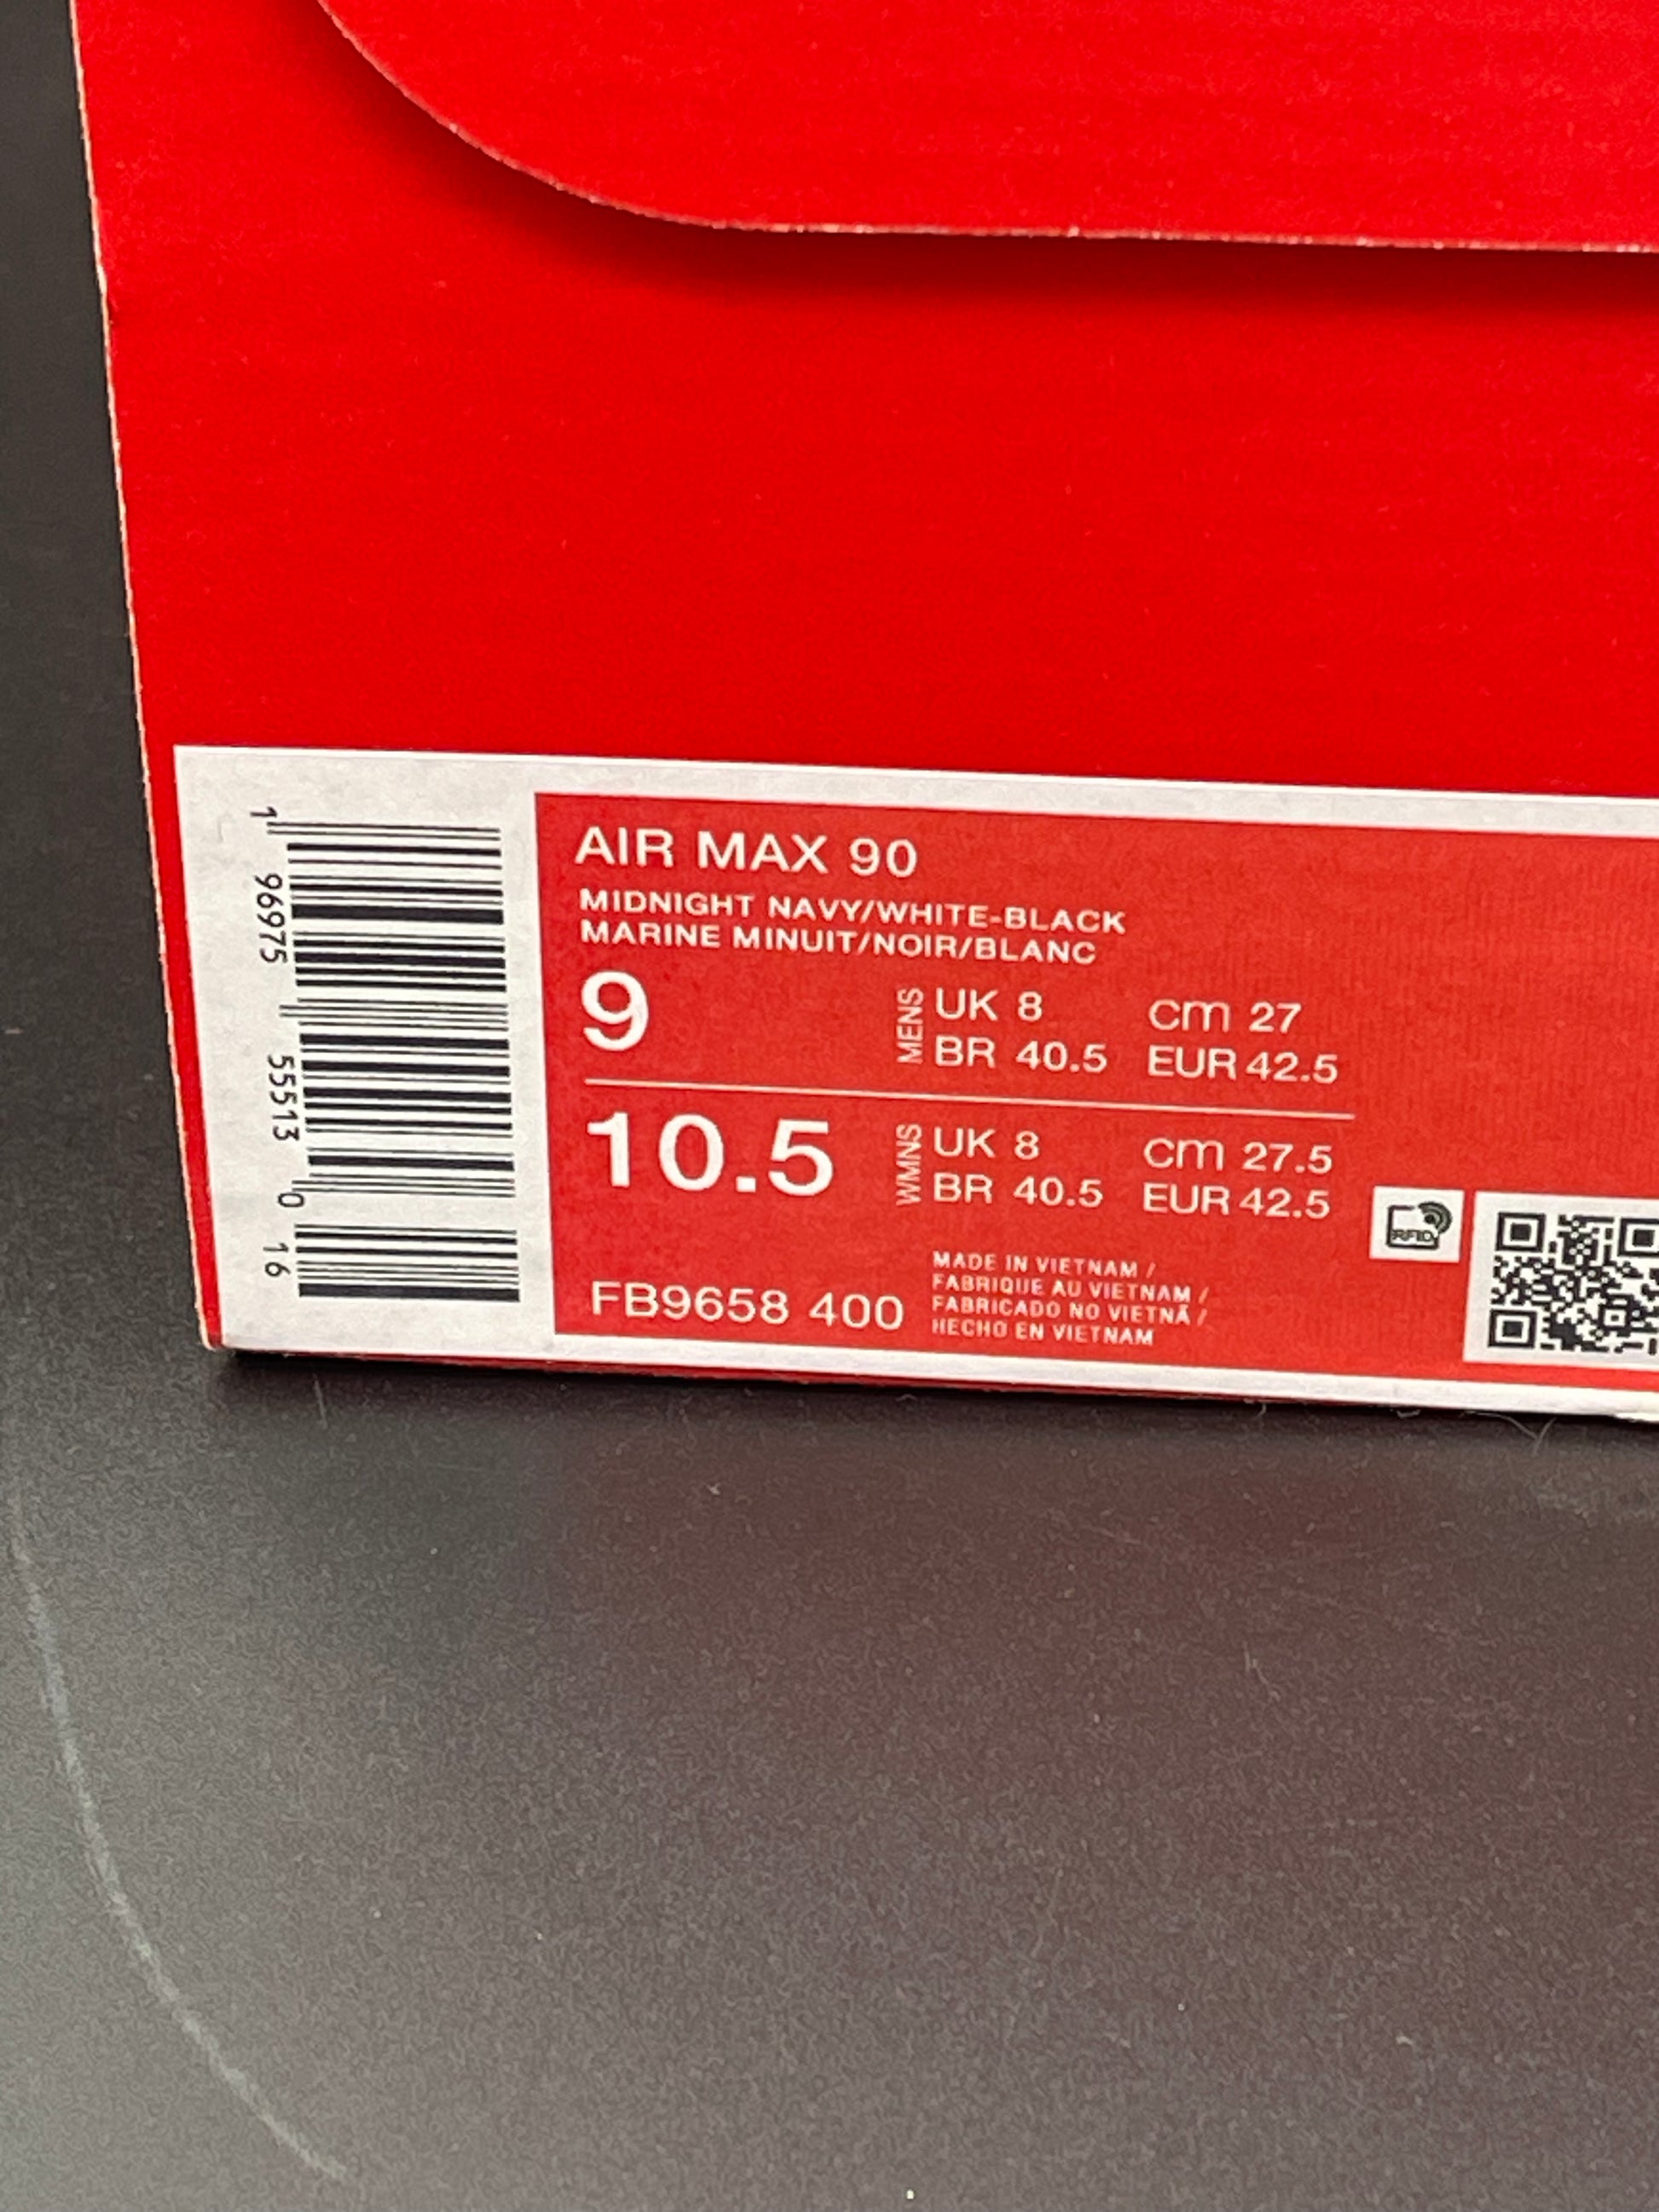 1 96975 55513 0 16
AIR MAX 90
MIDNIGHT NAVY/WHITE-BLACK
MARINE MINUIT/NOIR/BLANC
9 MENS UK 8 cm 27
BR 40.5 EUR 42.5
10.5 WMNS UK 8 cm 27.5
BR 40.5 EUR 42.5
RFID
FB9658 400
MADE IN VIETNAM /
FABRIQUE AU VIETNAM /
FABRICADO NO VIETNÃ /
HECHO EN VIETNAM